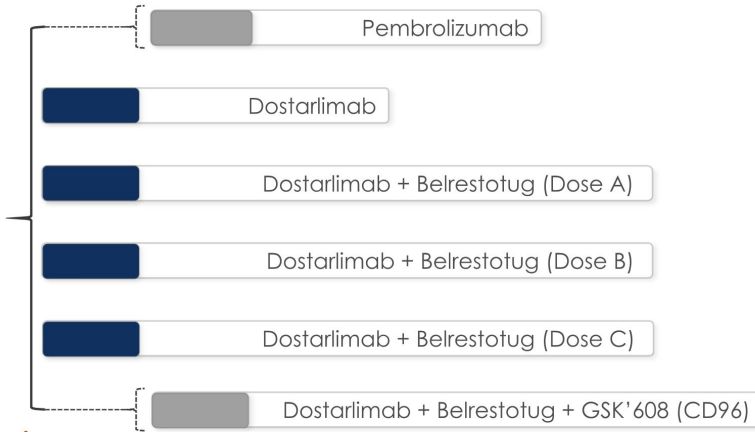 Pembrolizumab
Dostarlimab
Dostarlimab + Belrestotug (Dose A)
Dostarlimab + Belrestotug (Dose B)
Dostarlimab + Belrestotug (Dose C)
Dostarlimab + Belrestotug + GSK’608 (CD96)